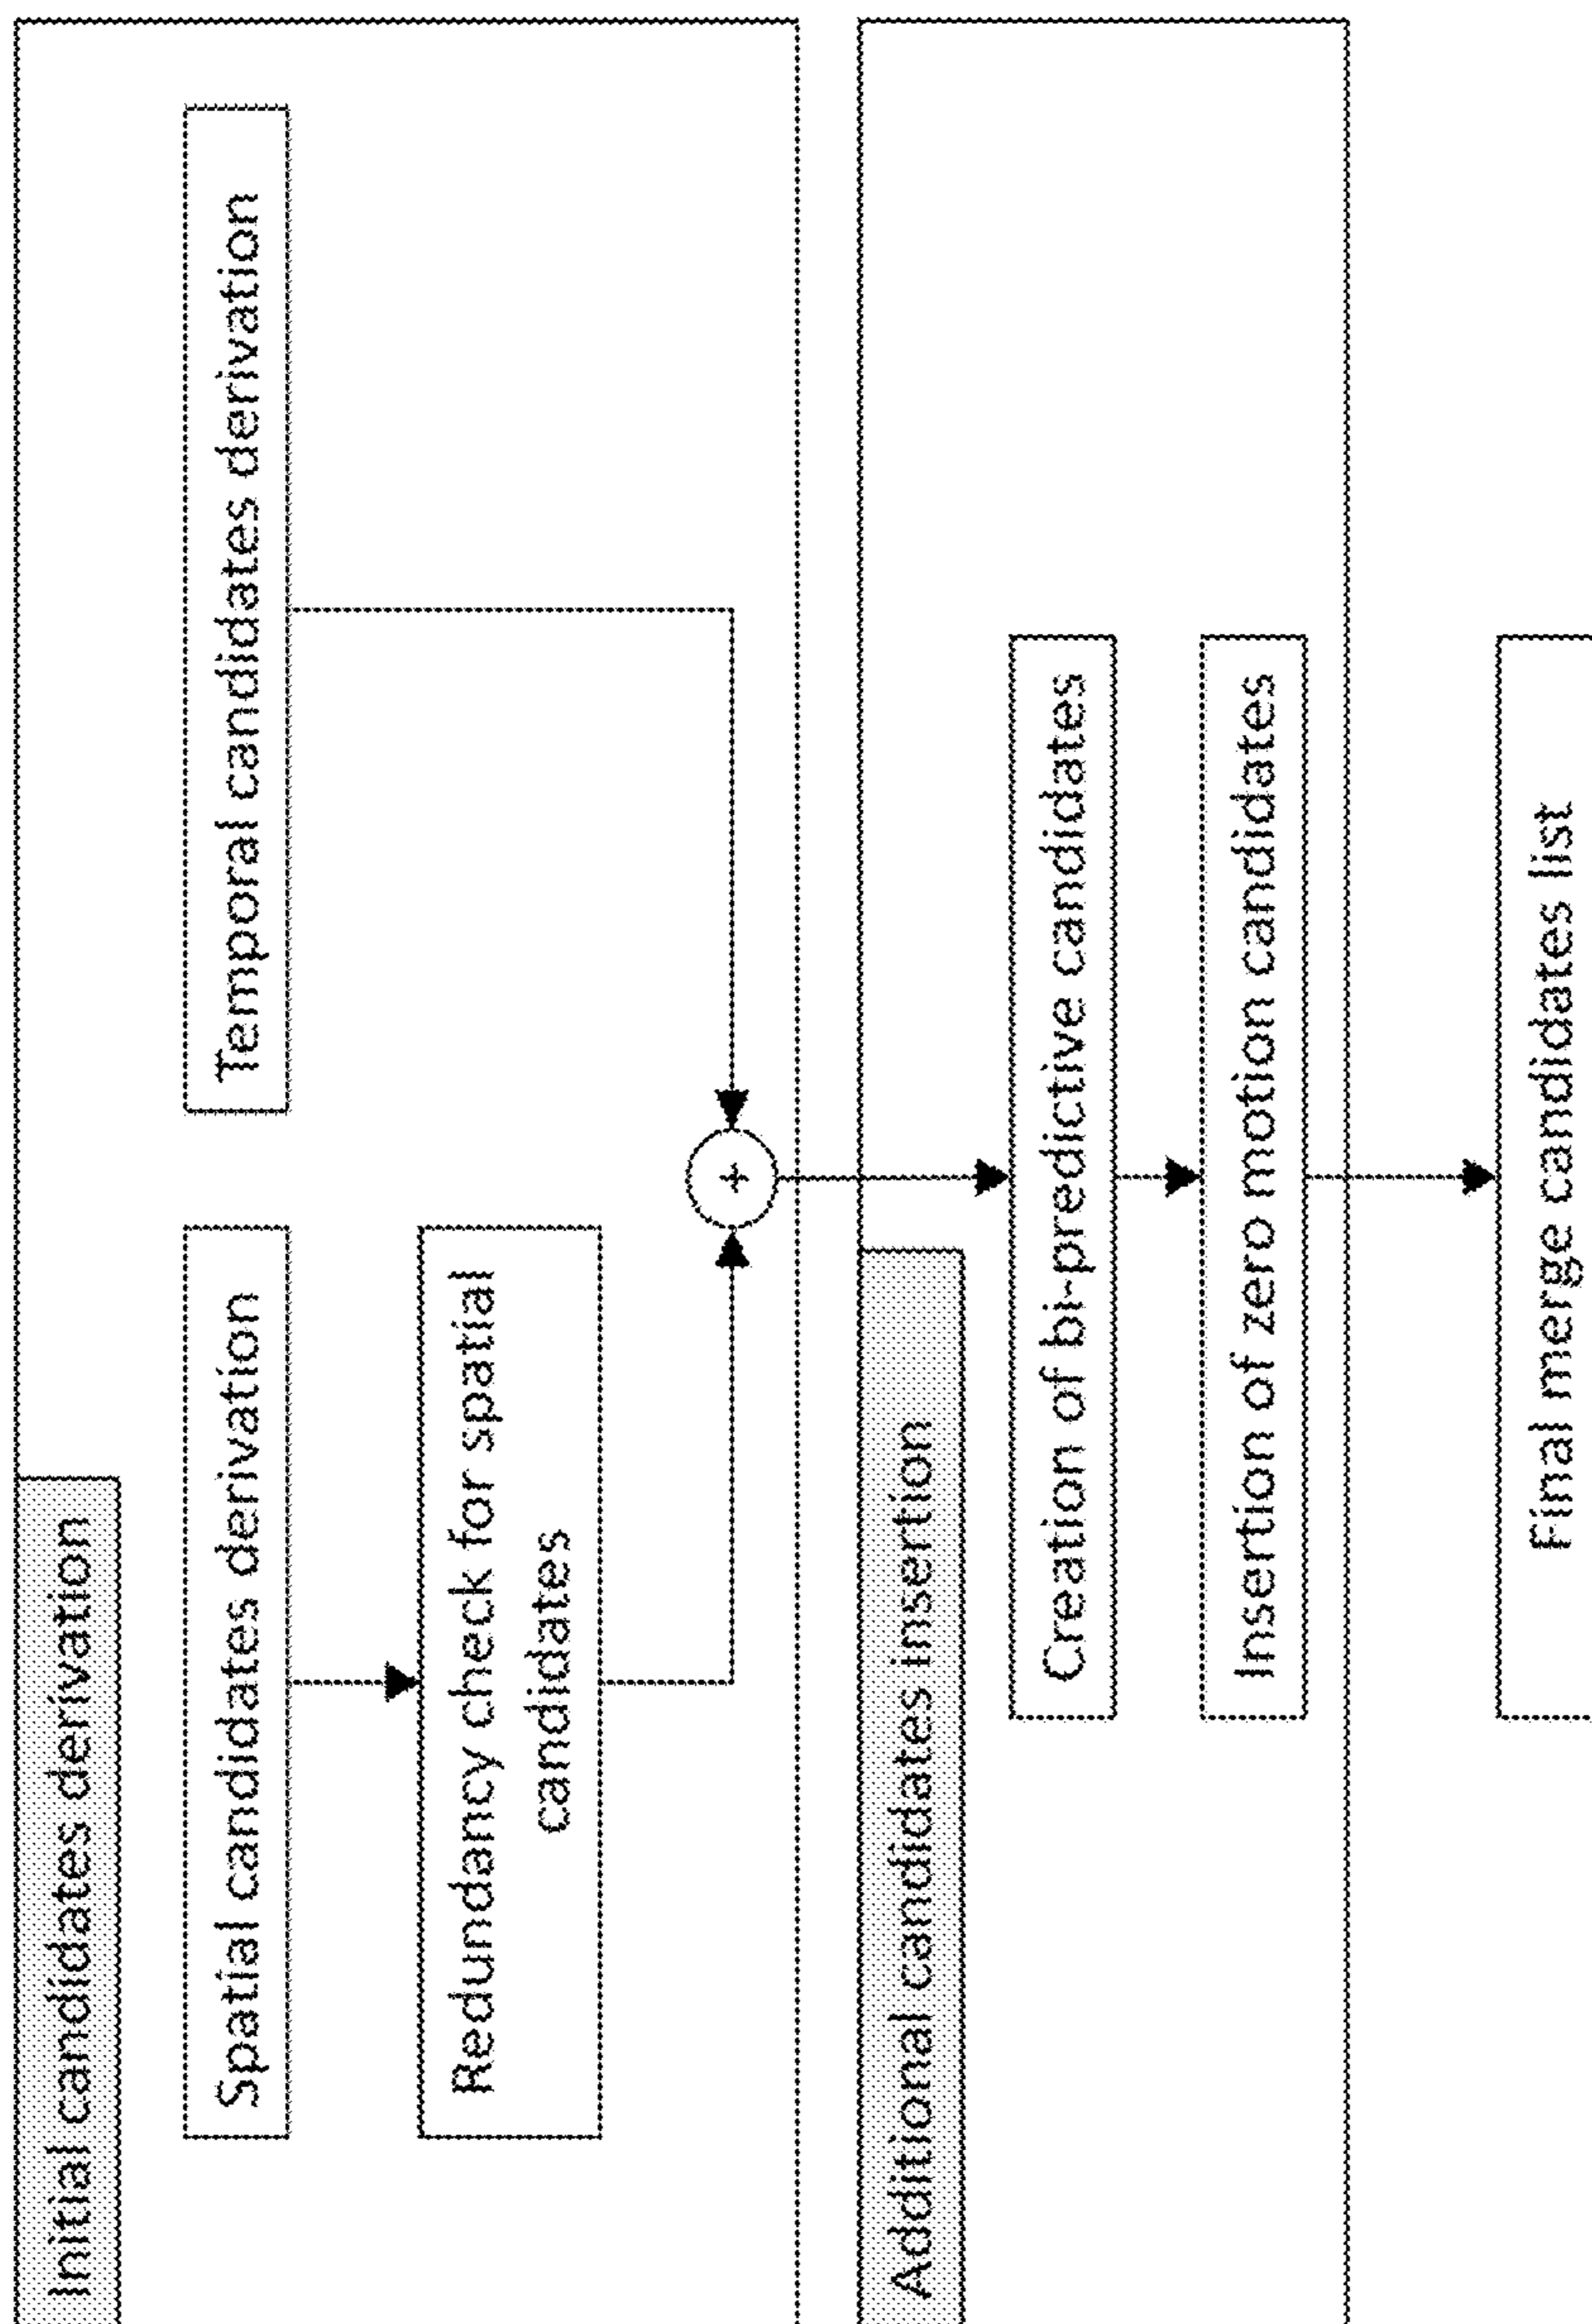 Initial candidates derivation
Spatial candidates derivation
Temporal candidates derivation
Redundancy check for spatial
candidates
+
Additional candidates insertion
Creation of bi-predictive candidates
Insertion of zero motion candidates
Final merge candidates list